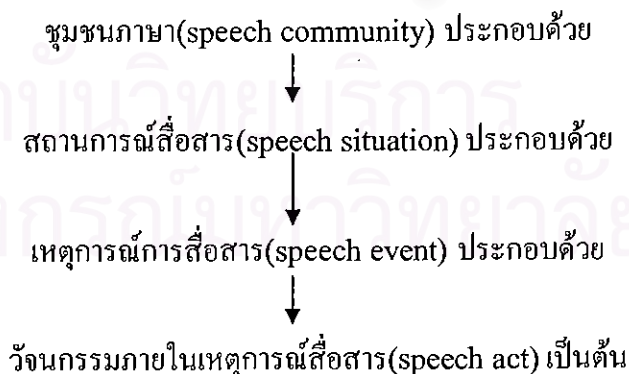 ชุมชนภาษา(speech community) ประกอบด้วย
สถานการณ์สื่อสาร(speech situation) ประกอบด้วย
เหตุการณ์การสื่อสาร(speech event) ประกอบด้วย
วัจนกรรมภายในเหตุการณ์สื่อสาร(speech act) เป็นต้น